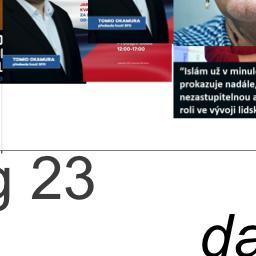 TOMIO OKAMURA
předseda hnutí SPD
TOMIO OKAMURA
předseda hnutí SPD
12:00-17:00
"Islám už v minul
prokazuje nadále,
nezastupitelnou a
roli ve vývoji lidsk
g 23
da